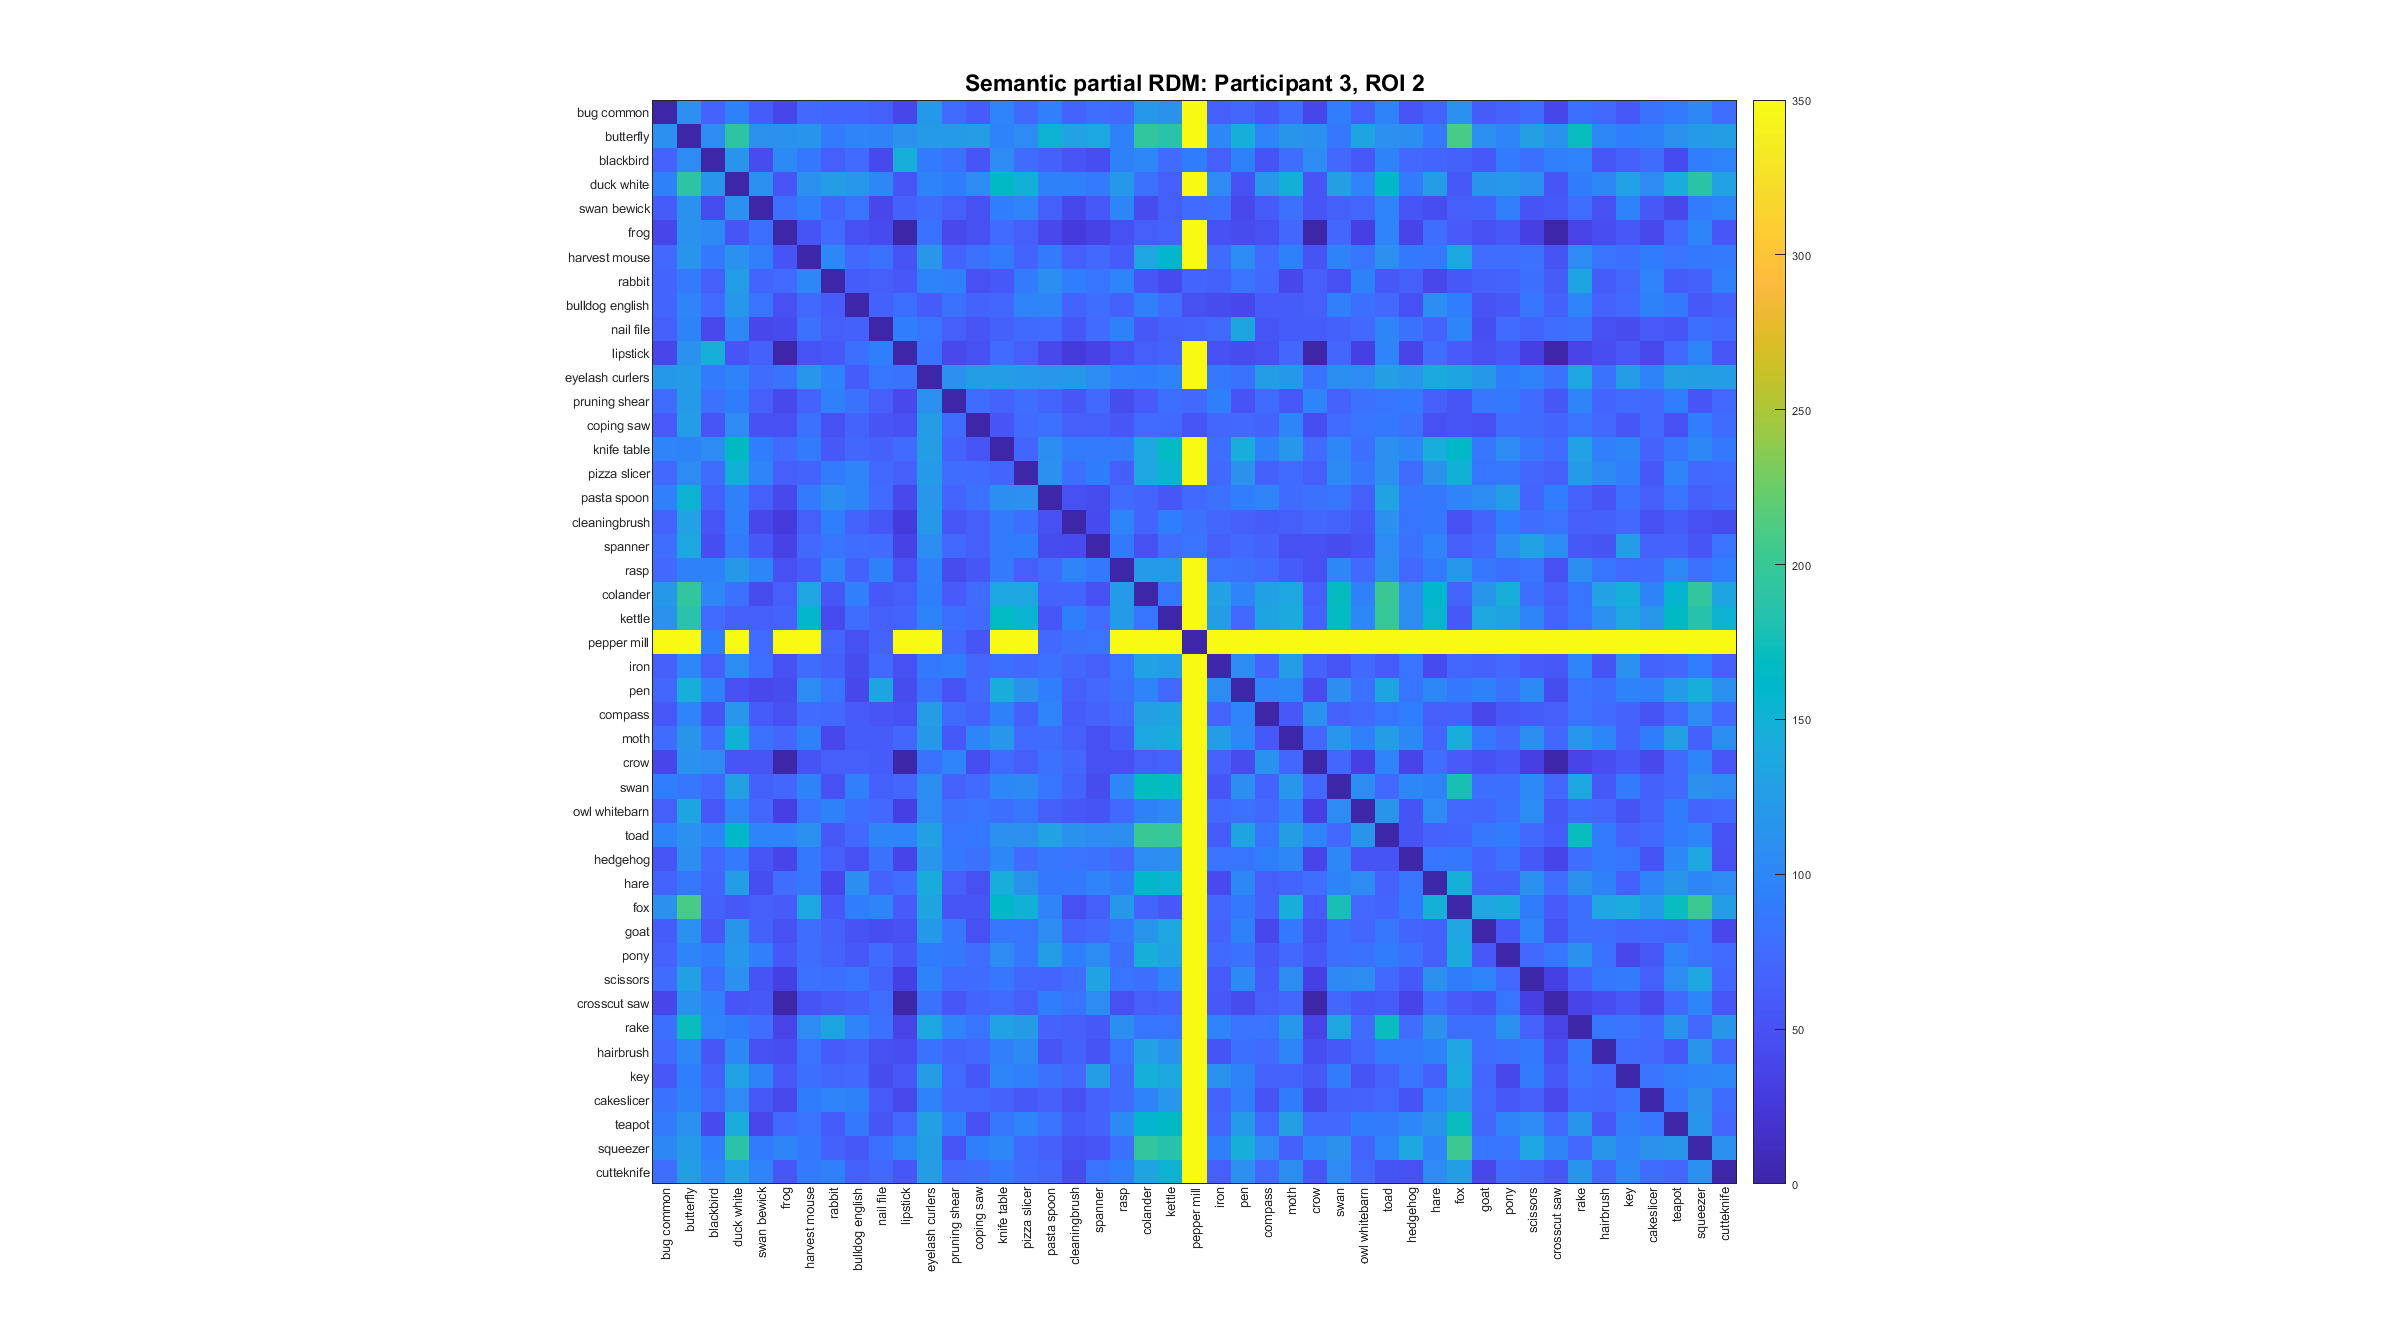 Semantic partial RDM: Participant 3, ROI 2
bug common
butterfly
blackbird
duck white
swan bewick
frog
harvest mouse
rabbit
bulldog english
nail file
lipstick
eyelash curlers
pruning shear
coping saw
knife table
pizza slicer
pasta spoon
cleaningbrush
spanner
rasp
colander
kettle
pepper mill
iron
pen
compass
moth
crow
swan
owl whitebarn
toad
hedgehog
hare
fox
goat
pony
scissors
crosscut saw
rake
hairbrush
key
cakeslicer
teapot
squeezer
cutteknife
350
300
250
200
150
100
50
0
bug common
butterfly
blackbird
duck white
swan bewick
frog
harvest mouse
rabbit
bulldog english
nail file
lipstick
eyelash curlers
pruning shear
coping saw
knife table
pizza slicer
pasta spoon
cleaningbrush
spanner
rasp
colander
kettle
pepper mill
iron
pen
compass
moth
crow
swan
owl whitebarn
toad
hedgehog
hare
fox
goat
pony
scissors
crosscut saw
rake
hairbrush
key
cakeslicer
teapot
squeezer
cutteknife